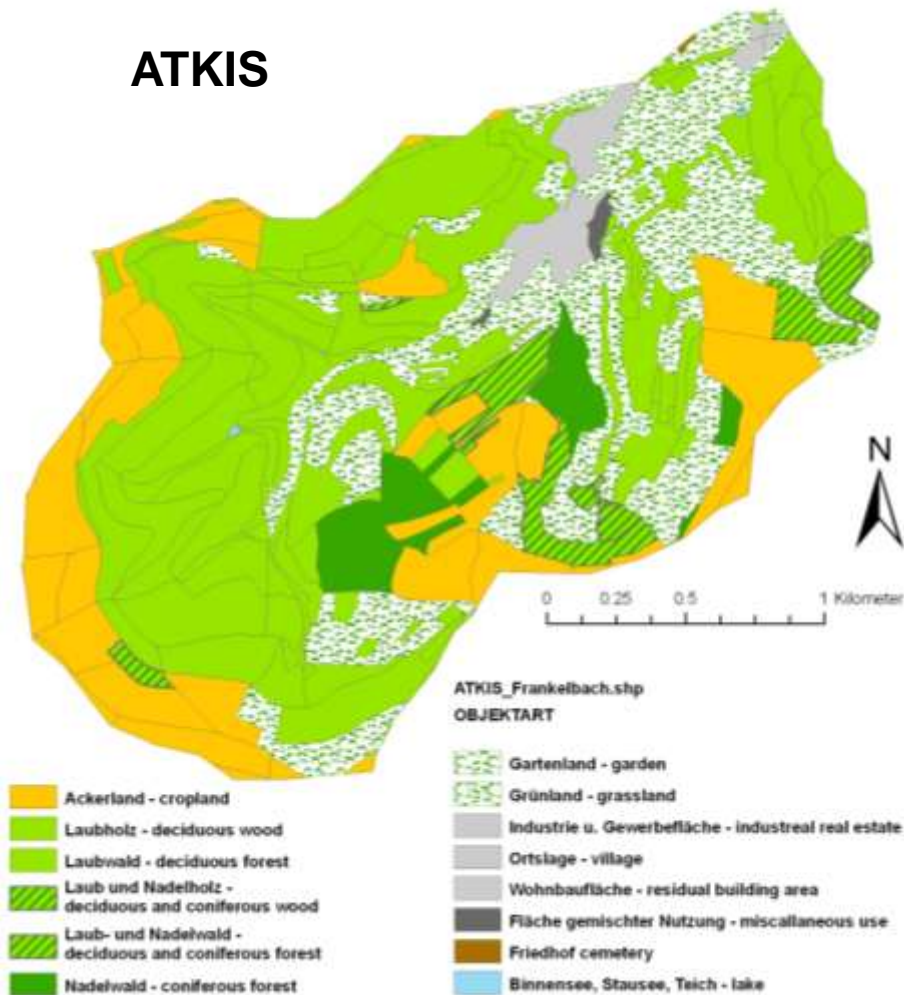 ATKIS
N
0 0.25 0.5 1 Kilometer
ATKIS_Frankelbach.shp
OBJEKTART
Ackerland - cropland
Laubholz - deciduous wood
Laubwald - deciduous forest
Laub und Nadelholz -
deciduous and coniferous wood
Laub- und Nadelwald -
deciduous and coniferous forest
Nadelwald - coniferous forest
Gartenland - garden
Grünland - grassland
Industrie u. Gewerbefläche - industreal real estate
Ortslage - village
Wohnbaufläche - residual building area
Fläche gemischter Nutzung - miscallaneous use
Friedhof cemetery
Binnensee, Stausee, Teich - lake